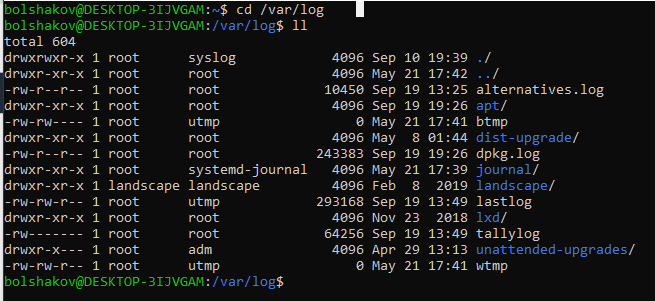 bolshakov@DESKTOP-3IJVGAM:~$ cd /var/log
bolshakov@DESKTOP-3IJVGAM:/var/log$ ll
total 604
drwxrwxr-x 1 root      syslog            4096 Sep 10 19:39 ./
drwxr-xr-x 1 root      root              4096 May 21 17:42 ../
-rw-r--r-- 1 root      root             10450 Sep 19 13:25 alternatives.log
drwxr-xr-x 1 root      root              4096 Sep 19 19:26 apt/
-rw-rw---- 1 root      utmp                 0 May 21 17:41 btmp
drwxr-xr-x 1 root      root              4096 May  8 01:44 dist-upgrade/
-rw-r--r-- 1 root      root            243383 Sep 19 19:26 dpkg.log
drwxr-xr-x 1 root      systemd-journal   4096 May 21 17:39 journal/
drwxr-xr-x 1 landscape landscape         4096 Feb  8  2019 landscape/
-rw-rw-r-- 1 root      utmp            293168 Sep 19 13:49 lastlog
drwxr-xr-x 1 root      root              4096 Nov 23  2018 lxd/
-rw------- 1 root      root             64256 Sep 19 13:49 tallylog
drwxr-x--- 1 root      adm               4096 Apr 29 13:13 unattended-upgrades/
-rw-rw-r-- 1 root      utmp                 0 May 21 17:41 wtmp
bolshakov@DESKTOP-3IJVGAM:/var/log$